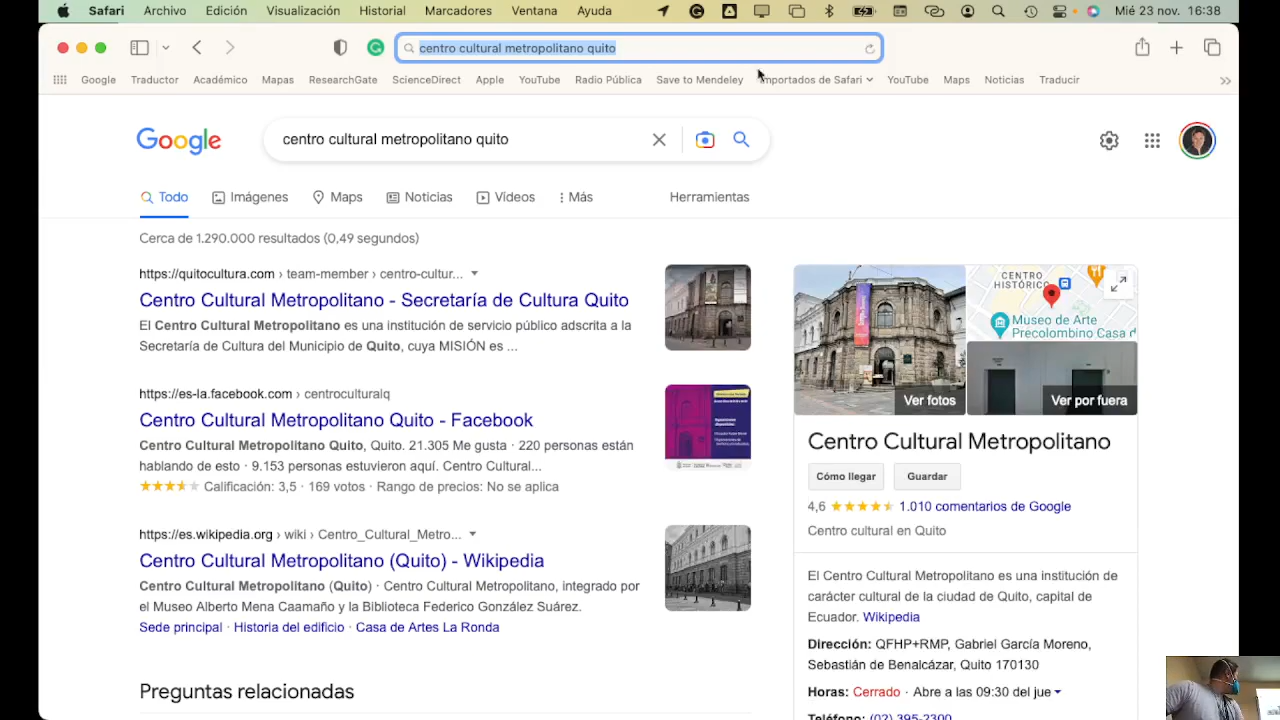 Safari Archivo Edición Visualización Historial Marcadores Ventana Ayuda Mié 23 nov. 16:38
centro cultural metropolitano quito
Google Traductor Académico Mapas ResearchGate ScienceDirect Apple YouTube Radio Pública Save to Mendeley Importados de Safari YouTube Maps Noticias Traducir
Google centro cultural metropolitano quito
Todo Imágenes Maps Noticias Vídeos Más Herramientas
Cerca de 1.290.000 resultados (0,49 segundos)
https://quitocultura.com › team-member › centro-cultur...
Centro Cultural Metropolitano - Secretaría de Cultura Quito
El Centro Cultural Metropolitano es una institución de servicio público adscrita a la
Secretaría de Cultura del Municipio de Quito, cuya MISIÓN es ...
https://es-la.facebook.com › centroculturalq
Centro Cultural Metropolitano Quito - Facebook
Centro Cultural Metropolitano Quito, Quito. 21.305 Me gusta · 220 personas están
hablando de esto · 9.153 personas estuvieron aquí. Centro Cultural...
Calificación: 3,5 · 169 votos · Rango de precios: No se aplica
https://es.wikipedia.org › wiki › Centro_Cultural_Metro...
Centro Cultural Metropolitano (Quito) - Wikipedia
Centro Cultural Metropolitano (Quito) · Centro Cultural Metropolitano, integrado por
el Museo Alberto Mena Caamaño y la Biblioteca Federico González Suárez.
Sede principal · Historia del edificio · Casa de Artes La Ronda
Preguntas relacionadas
CENTRO
HISTÓRICO
Museo de Arte
Precolombino Casa d
Ver fotos
Ver por fuera
Centro Cultural Metropolitano
Cómo llegar Guardar
4,6 1.010 comentarios de Google
Centro cultural en Quito
El Centro Cultural Metropolitano es una institución de
carácter cultural de la ciudad de Quito, capital de
Ecuador. Wikipedia
Dirección: QFHP+RMP, Gabriel García Moreno,
Sebastián de Benalcázar, Quito 170130
Horas: Cerrado · Abre a las 09:30 del jue
Teléfono: (02) 395-2300